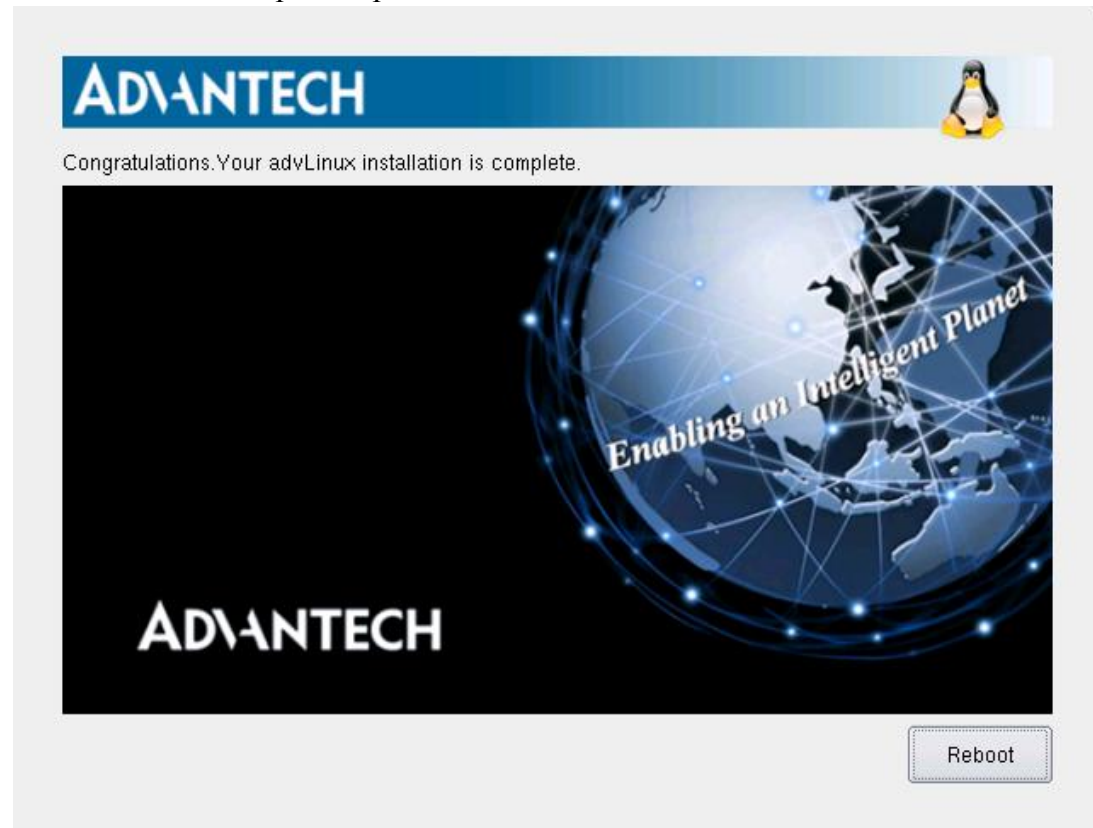 ADVANTECH
Congratulations.Your advLinux installation is complete.
Enabling an Intelligent Planet
ADVANTECH
Reboot